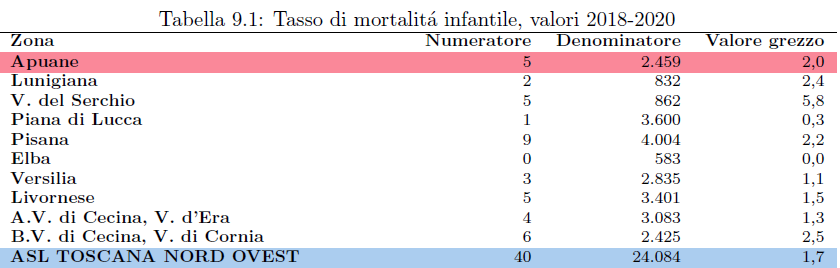 Tabella 9.1: Tasso di mortalitá infantile, valori 2018-2020
Zona Numeratore Denominatore Valore grezzo
Apuane 5 2.459 2,0
Lunigiana 2 832 2,4
V. del Serchio 5 862 5,8
Piana di Lucca 1 3.600 0,3
Pisana 9 4.004 2,2
Elba 0 583 0,0
Versilia 3 2.835 1,1
Livornese 5 3.401 1,5
A.V. di Cecina, V. d'Era 4 3.083 1,3
B.V. di Cecina, V. di Cornia 6 2.425 2,5
ASL TOSCANA NORD OVEST 40 24.084 1,7